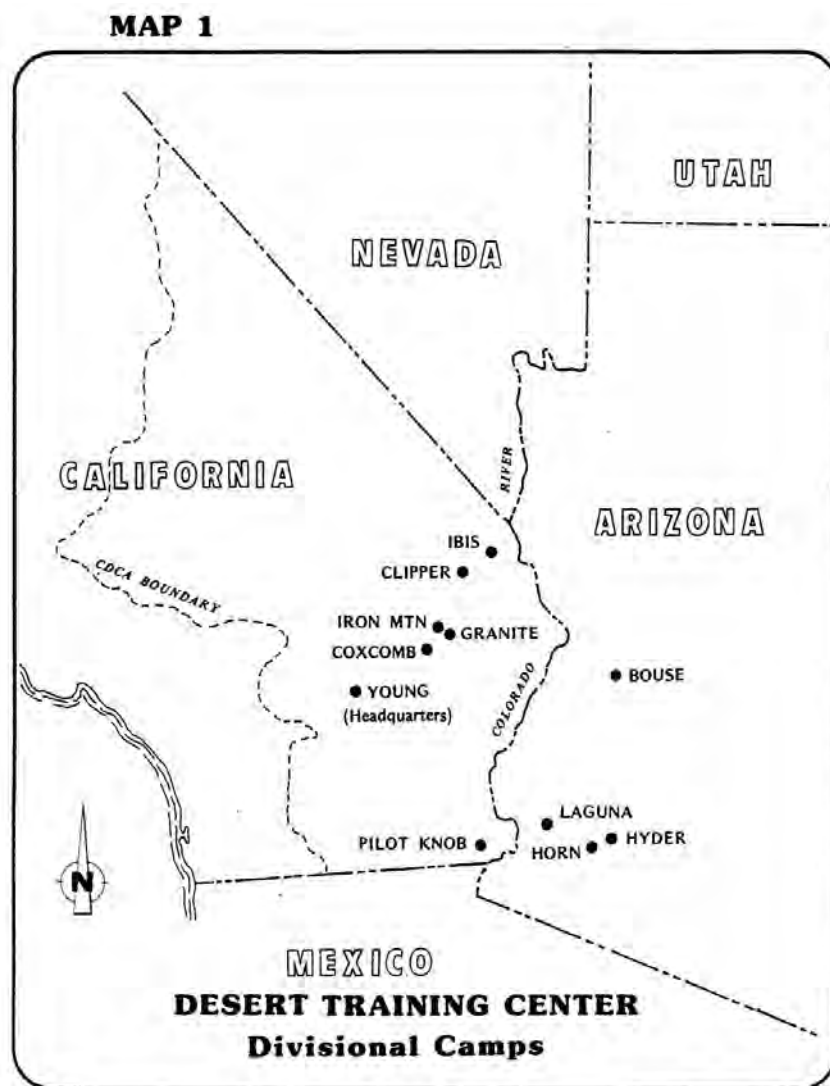 MAP 1
UTAH
NEVADA
RIVER
CALIFORNIA
ARIZONA
IBIS
CLIPPER
CDCA BOUNDARY
IRON MTN
GRANITE
COXCOMB
BOUSE
YOUNG
(Headquarters)
COLORADO
LAGUNA
PILOT KNOB
HYDER
HORN
N
MEXICO
DESERT TRAINING CENTER
Divisional Camps